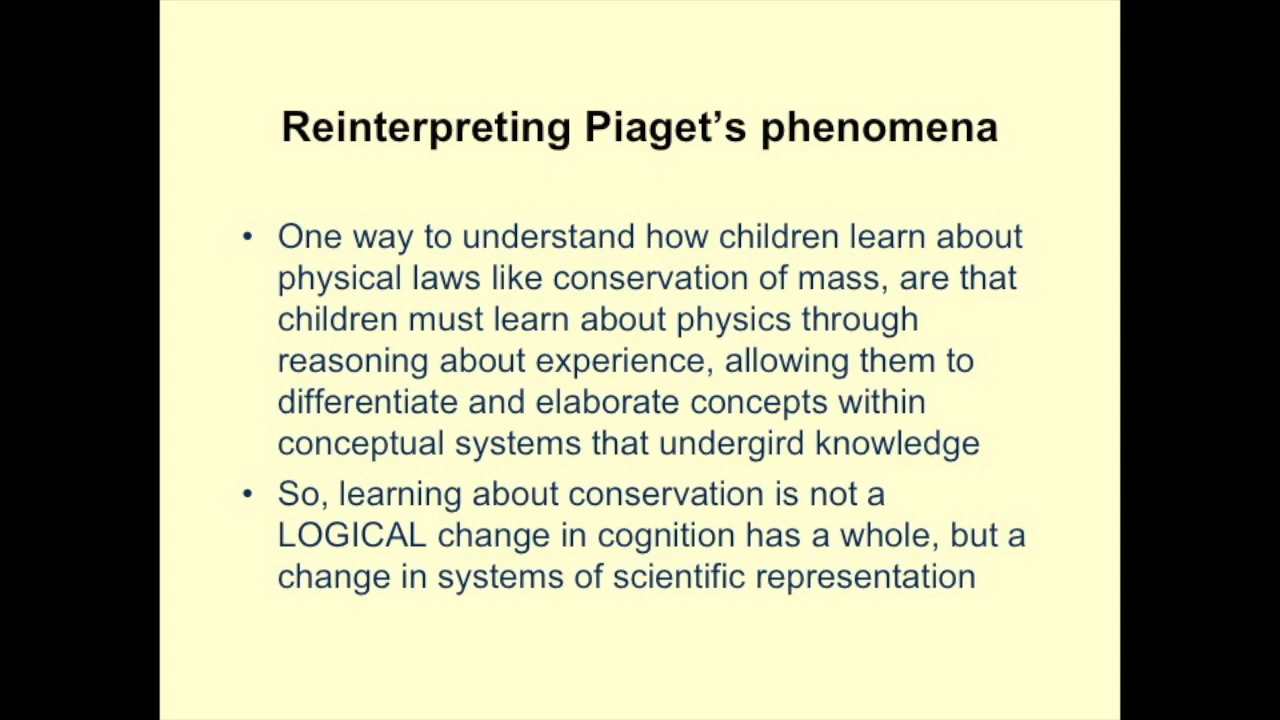 Reinterpreting Piaget’s phenomena
• One way to understand how children learn about
physical laws like conservation of mass, are that
children must learn about physics through
reasoning about experience, allowing them to
differentiate and elaborate concepts within
conceptual systems that undergird knowledge
• So, learning about conservation is not a
LOGICAL change in cognition has a whole, but a
change in systems of scientific representation